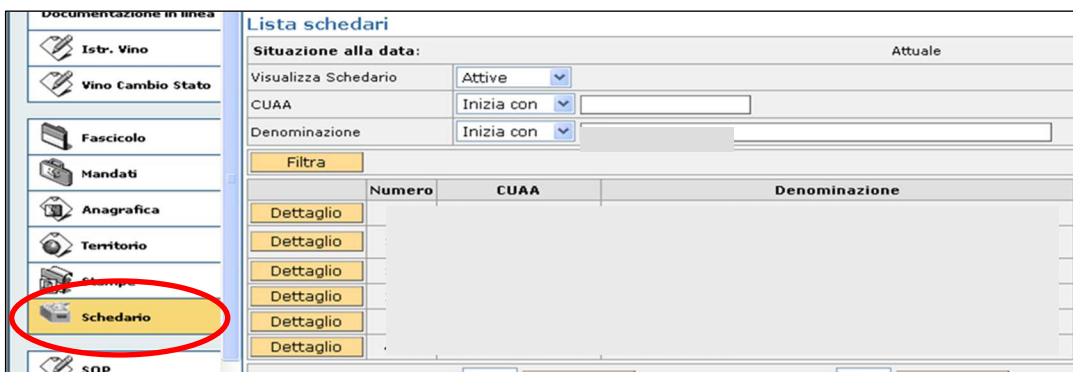 Documentazione in linea
Istr. Vino
Vino Cambio Stato
Fascicolo
Mandati
Anagrafica
Territorio
Stampe
Schedario
SOP
Lista schedari
Situazione alla data: Attuale
Visualizza Schedario Attive
CUAA Inizia con
Denominazione Inizia con
Filtra
Numero CUAA Denominazione
Dettaglio
Dettaglio
Dettaglio
Dettaglio
Dettaglio
Dettaglio